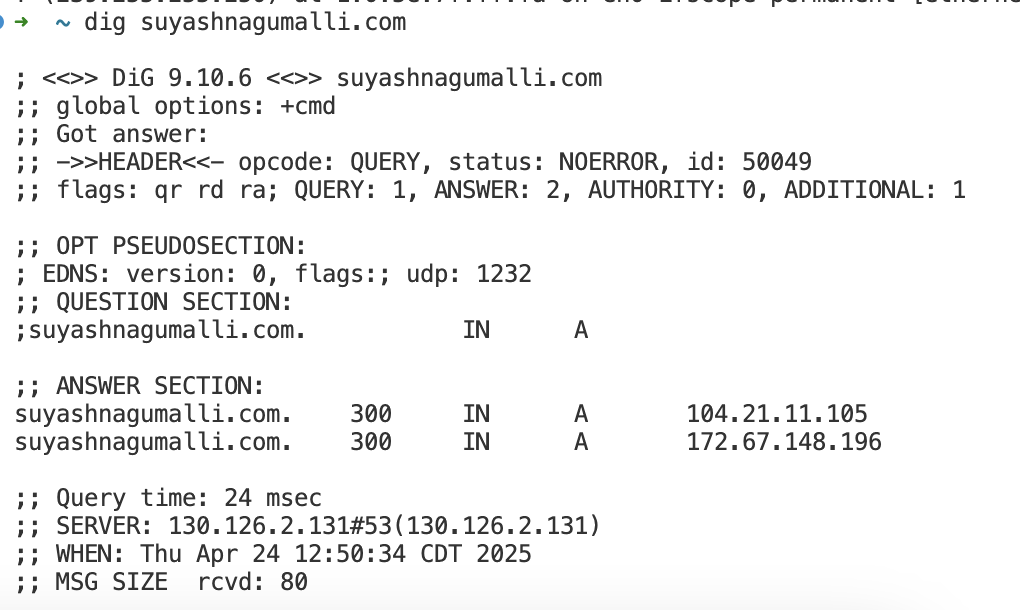 ➜ ~ dig suyashnagumalli.com
; <<>> DiG 9.10.6 <<>> suyashnagumalli.com
;; global options: +cmd
;; Got answer:
;; ->>HEADER<<- opcode: QUERY, status: NOERROR, id: 50049
;; flags: qr rd ra; QUERY: 1, ANSWER: 2, AUTHORITY: 0, ADDITIONAL: 1
;; OPT PSEUDOSECTION:
; EDNS: version: 0, flags:; udp: 1232
;; QUESTION SECTION:
;suyashnagumalli.com. IN A
;; ANSWER SECTION:
suyashnagumalli.com. 300 IN A 104.21.11.105
suyashnagumalli.com. 300 IN A 172.67.148.196
;; Query time: 24 msec
;; SERVER: 130.126.2.131#53(130.126.2.131)
;; WHEN: Thu Apr 24 12:50:34 CDT 2025
;; MSG SIZE rcvd: 80